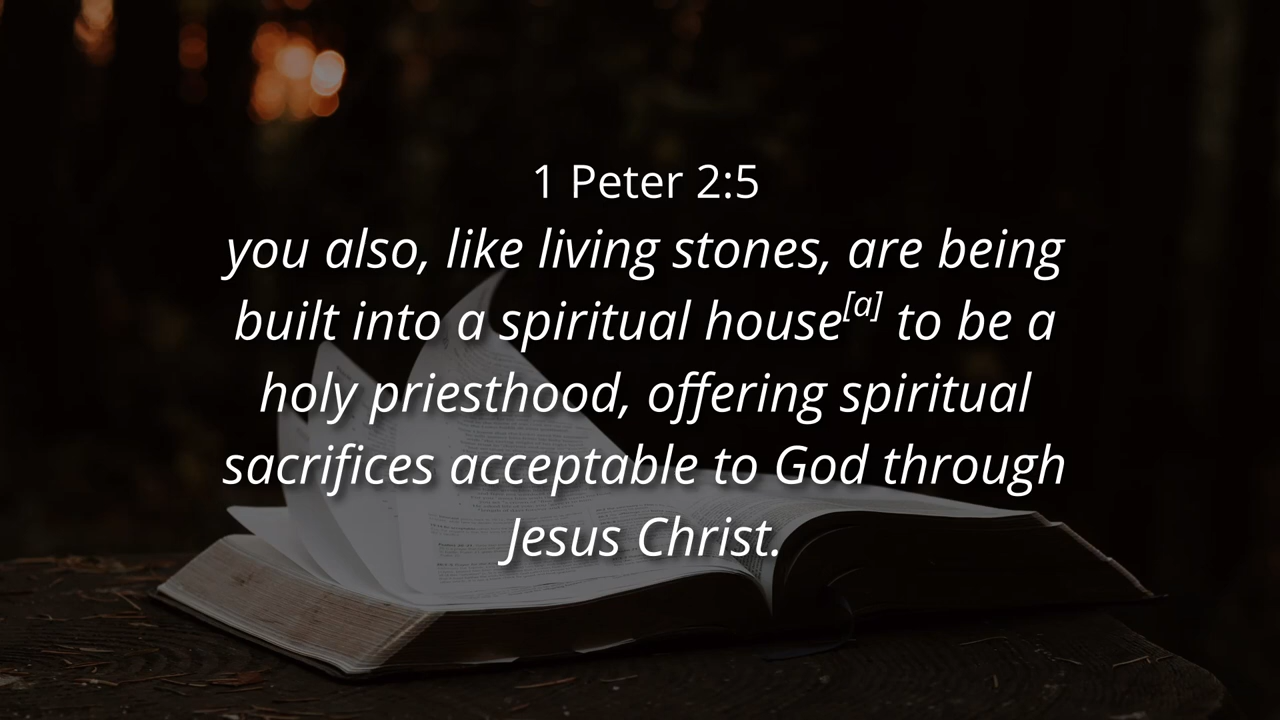 1 Peter 2:5
you also, like living stones, are being
built into a spiritual house[a] to be a
holy priesthood, offering spiritual
sacrifices acceptable to God through
Jesus Christ.